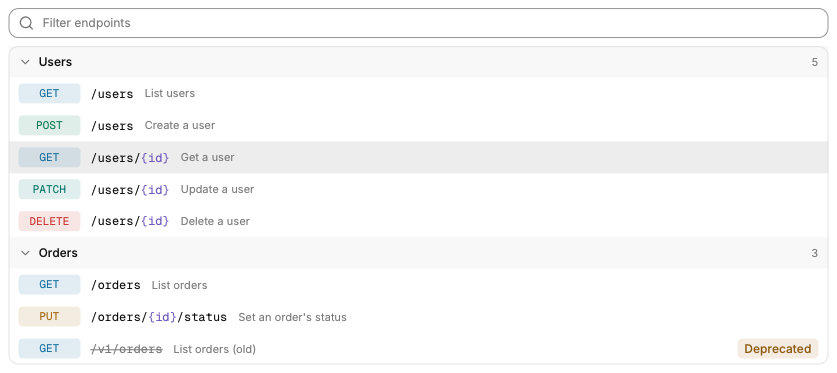 Filter endpoints
Users 5
GET /users List users
POST /users Create a user
GET /users/{id} Get a user
PATCH /users/{id} Update a user
DELETE /users/{id} Delete a user
Orders 3
GET /orders List orders
PUT /orders/{id}/status Set an order's status
GET /v1/orders List orders (old) Deprecated